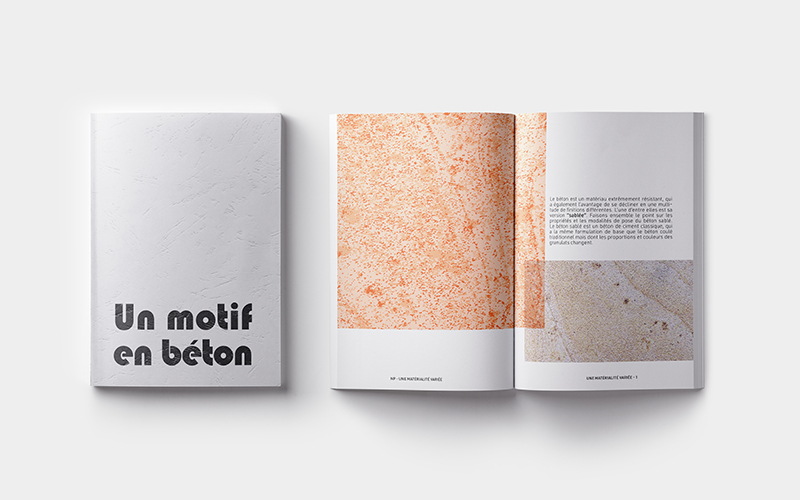 Un motif
en béton
Le béton est un matériau extrêmement résistant, qui
a également l'avantage de se décliner en une multi-
tude de finitions différentes. L'une d'entre elles est sa
version "sablée". Faisons ensemble le point sur les
propriétés et les modalités de pose du béton sablé.
Le béton sablé est un béton de ciment classique, qui
a la même formulation de base que le béton coulé
traditionnel mais dont les proportions et couleurs des
granulats changent.
NF - UNE MATÉRIALITÉ VARIÉE
UNE MATÉRIALITÉ VARIÉE - 1